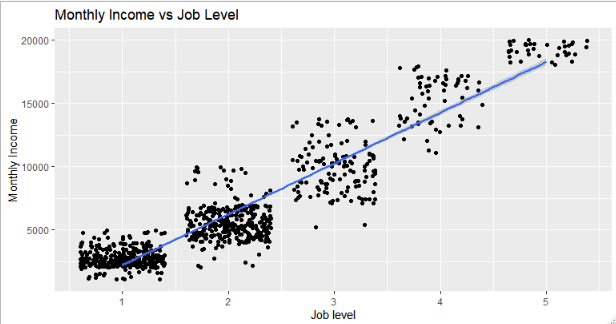 Monthly Income vs Job Level
20000
15000
10000
5000
Monthly Income
1 2 3 4 5
Job level